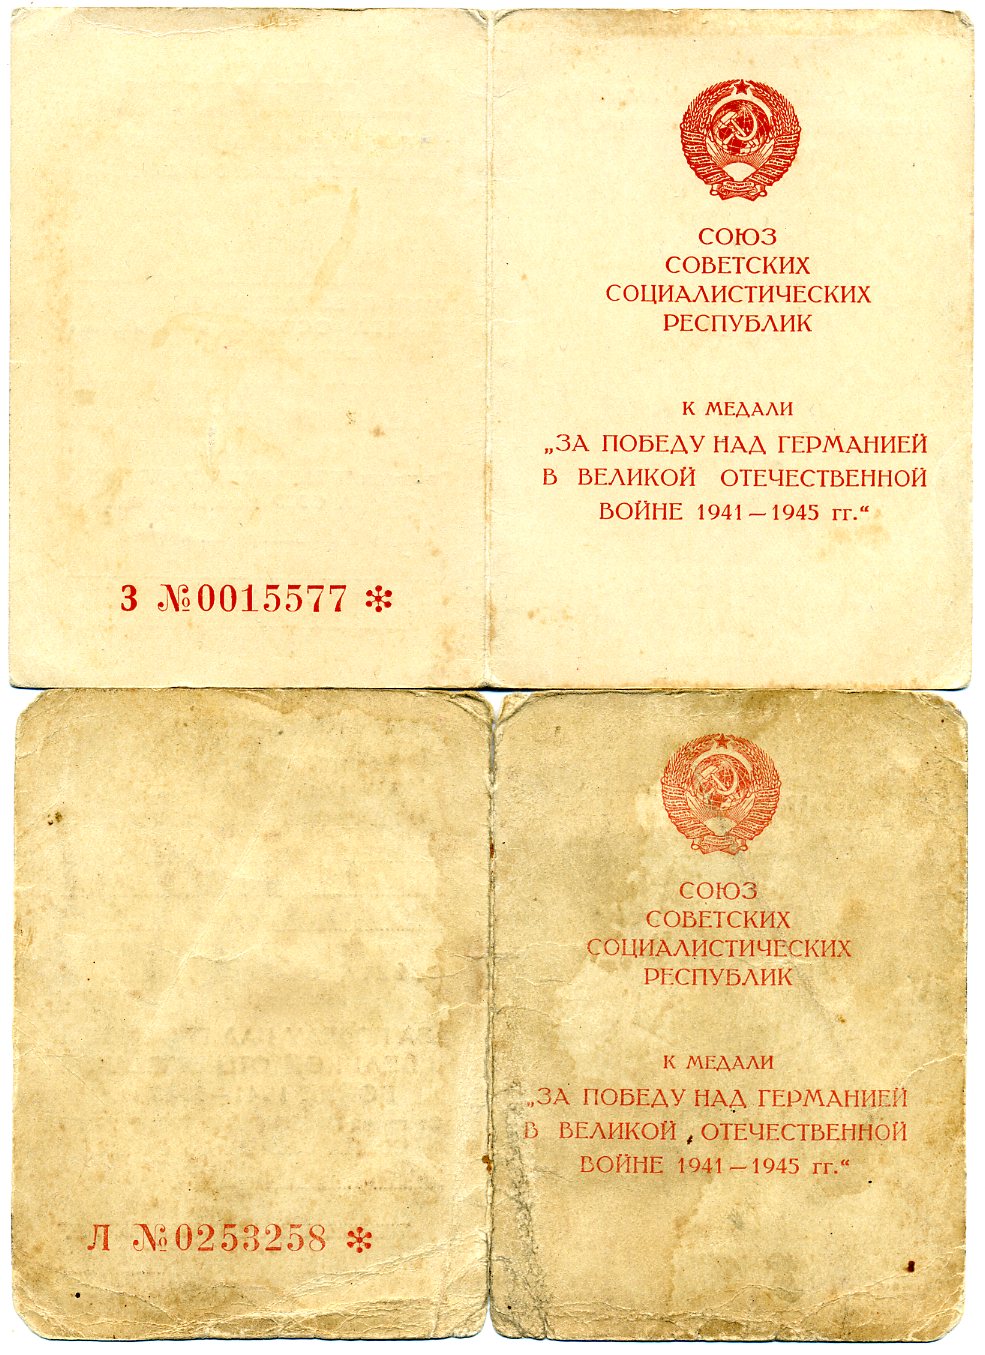 СОЮЗ
СОВЕТСКИХ
СОЦИАЛИСТИЧЕСКИХ
РЕСПУБЛИК
К МЕДАЛИ
„ЗА ПОБЕДУ НАД ГЕРМАНИЕЙ
В ВЕЛИКОЙ ОТЕЧЕСТВЕННОЙ
ВОЙНЕ 1941—1945 гг.“
З №0015577 *
СОЮЗ
СОВЕТСКИХ
СОЦИАЛИСТИЧЕСКИХ
РЕСПУБЛИК
К МЕДАЛИ
„ЗА ПОБЕДУ НАД ГЕРМАНИЕЙ
В ВЕЛИКОЙ ОТЕЧЕСТВЕННОЙ
ВОЙНЕ 1941—1945 гг.“
Л №0253258 *